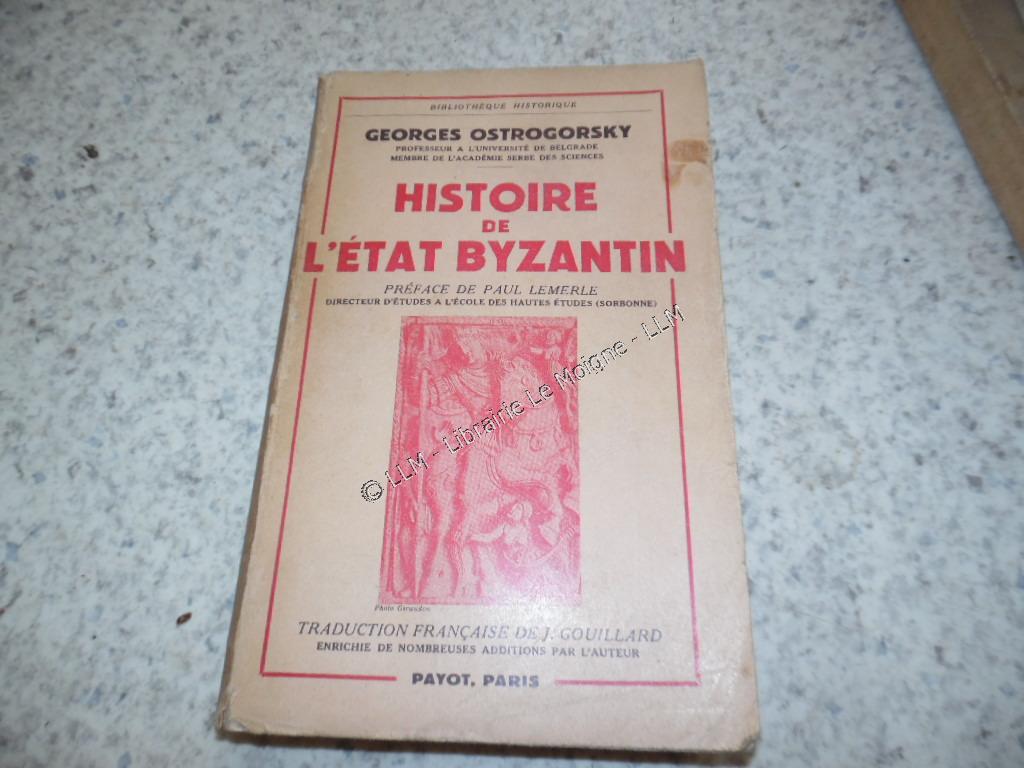 BIBLIOTHÈQUE HISTORIQUE
GEORGES OSTROGORSKY
PROFESSEUR A L'UNIVERSITÉ DE BELGRADE
MEMBRE DE L'ACADÉMIE SERBE DES SCIENCES
HISTOIRE
DE
L'ÉTAT BYZANTIN
PRÉFACE DE PAUL LEMERLE
DIRECTEUR D'ÉTUDES A L'ÉCOLE DES HAUTES ÉTUDES (SORBONNE)
© LLM - Librairie Le Moigne - LLM
Photo Giraudon
TRADUCTION FRANÇAISE DE J. GOUILLARD
ENRICHIE DE NOMBREUSES ADDITIONS PAR L'AUTEUR
PAYOT, PARIS